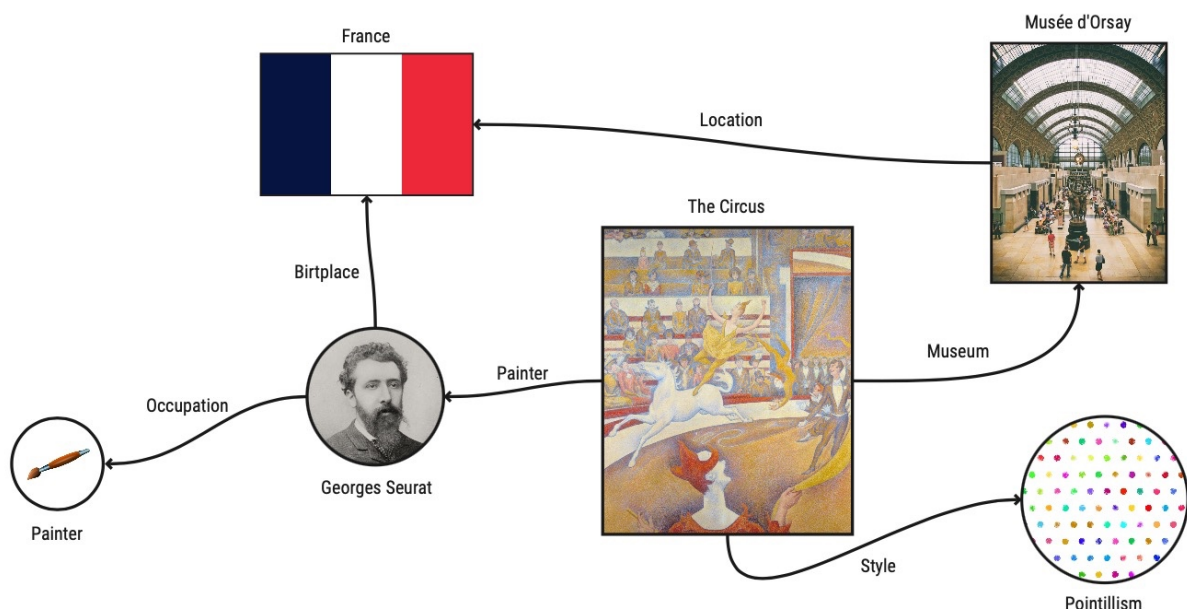 France
Musée d'Orsay
Location
The Circus
Birtplace
Museum
Painter
Occupation
Georges Seurat
Painter
Style
Pointillism